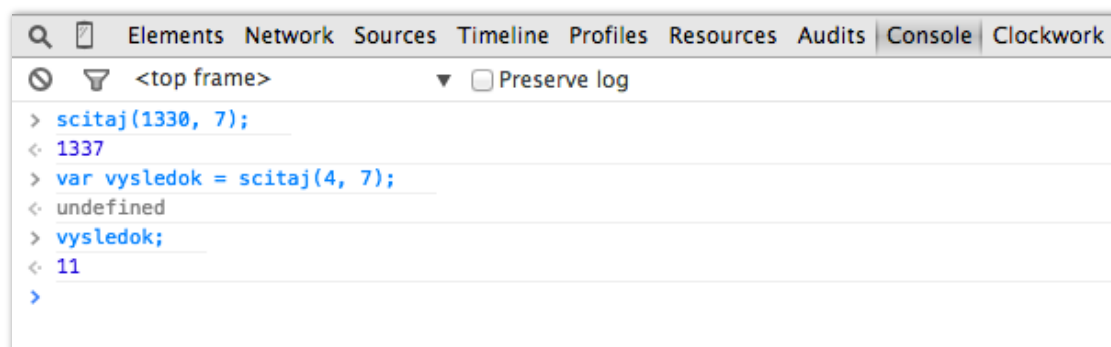 Elements Network Sources Timeline Profiles Resources Audits Console Clockwork
<top frame> ▼ Preserve log
> scitaj(1330, 7);
<· 1337
> var vysledok = scitaj(4, 7);
<· undefined
> vysledok;
<· 11
>